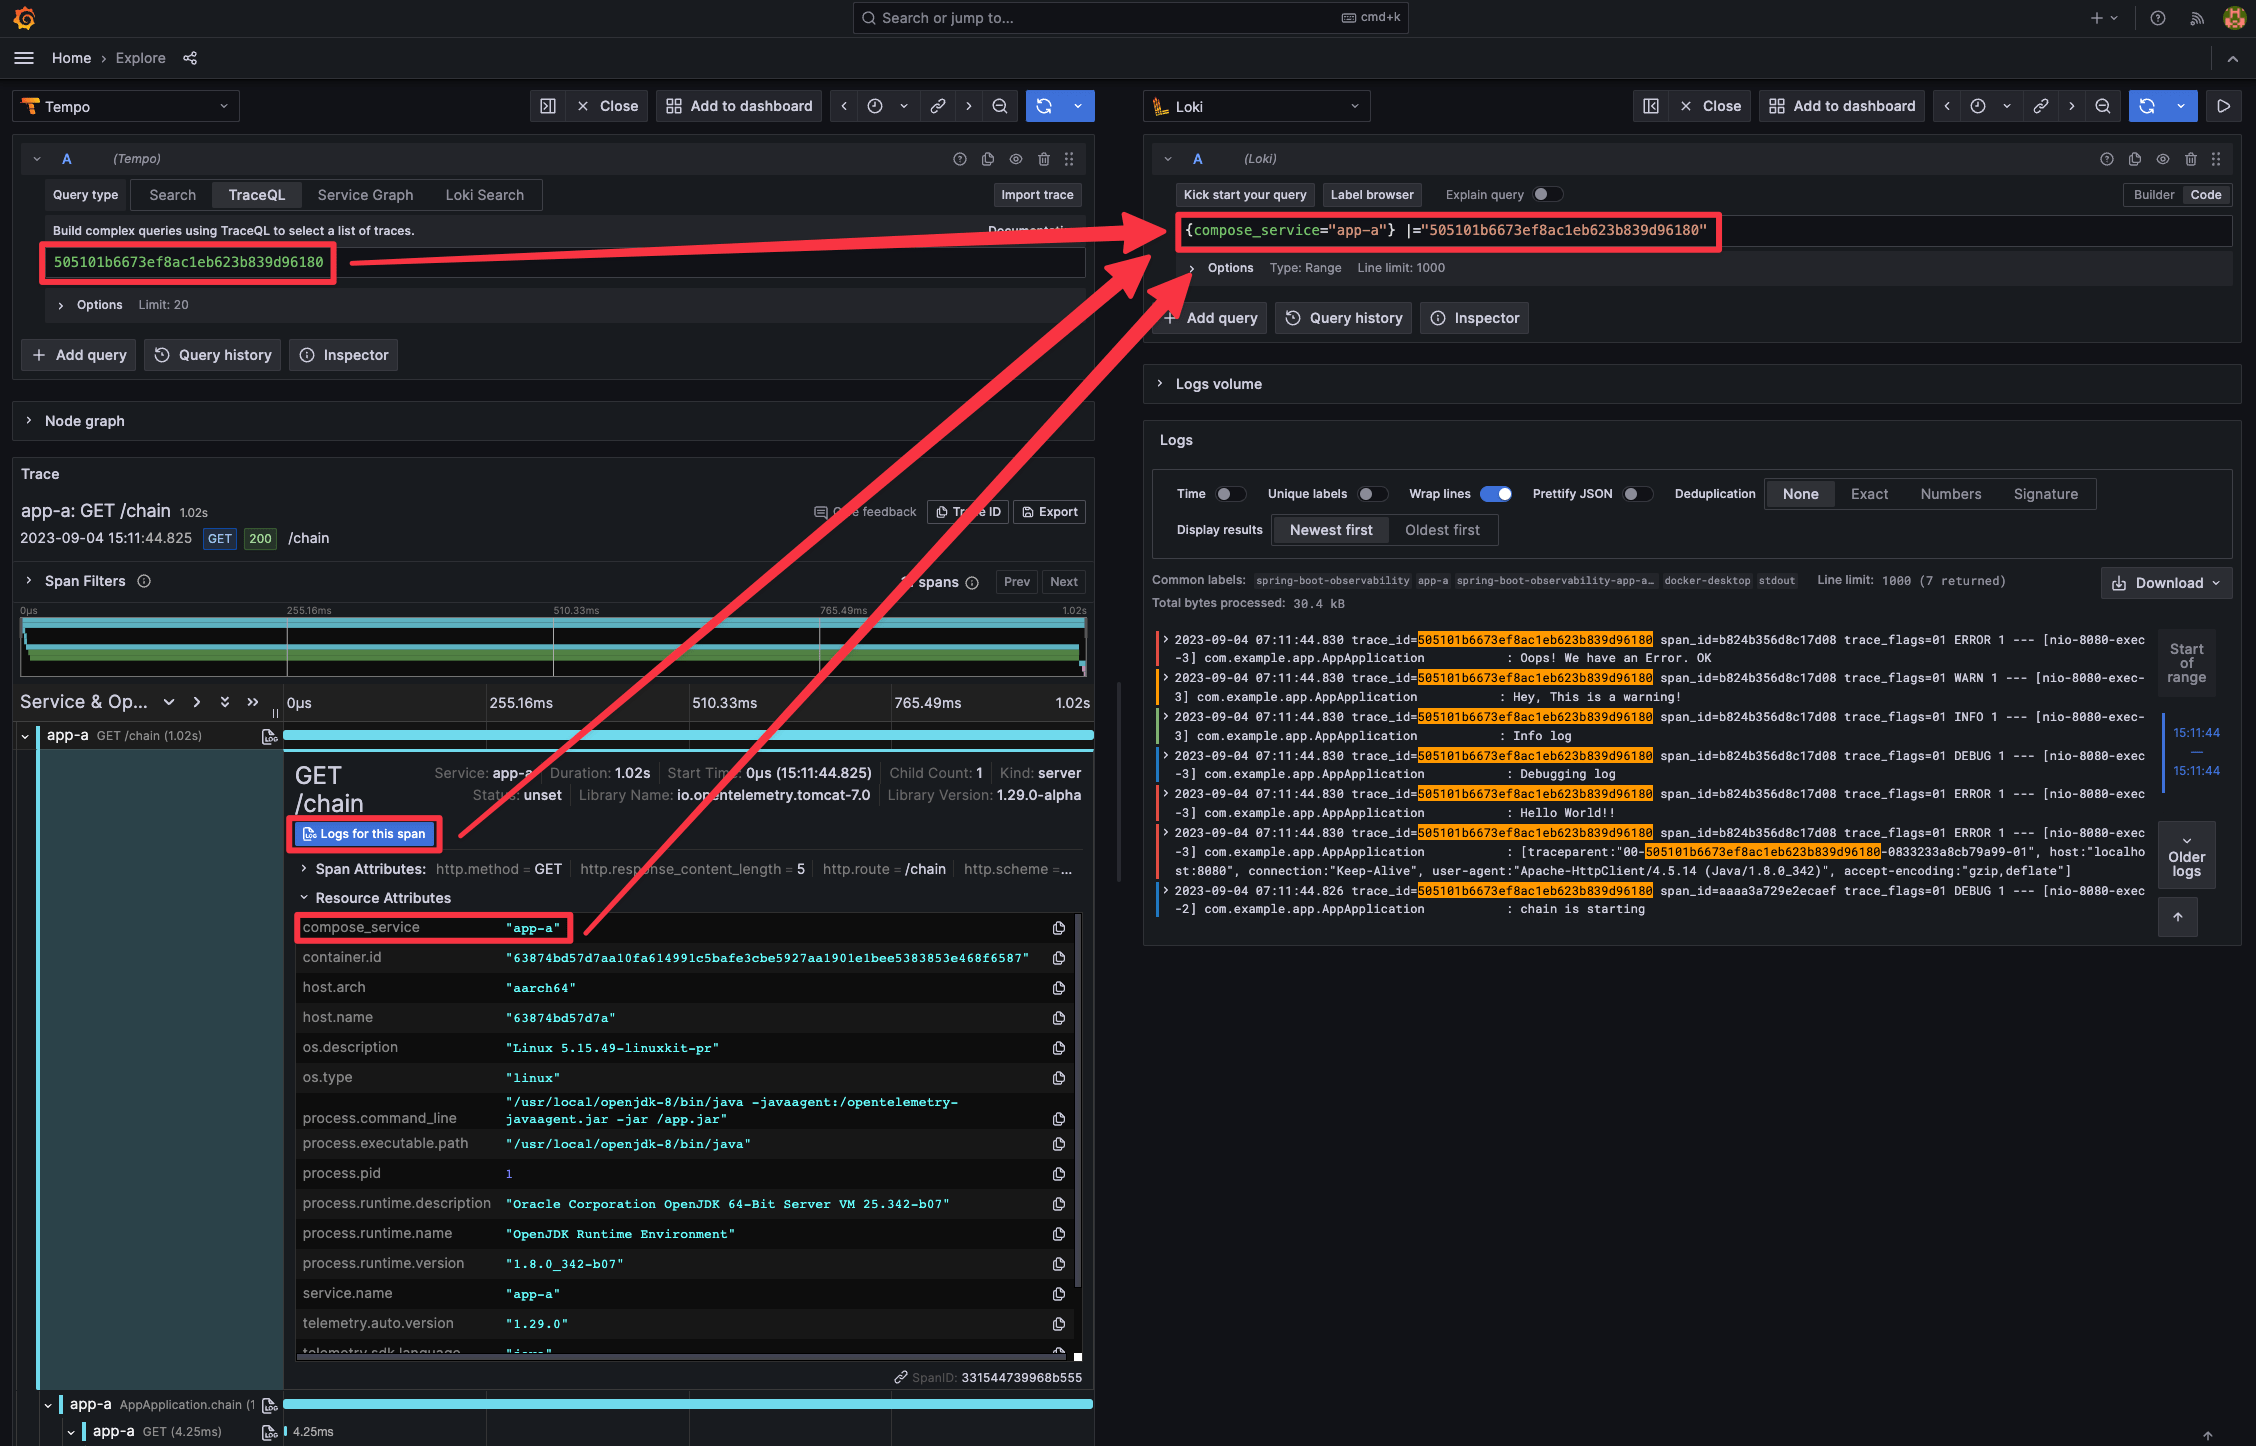 Search or jump to...
cmd+k
Home › Explore
Tempo
Close
Add to dashboard
A (Tempo)
Query type
Search
TraceQL
Service Graph
Loki Search
Import trace
Build complex queries using TraceQL to select a list of traces.
505101b6673ef8ac1eb623b839d96180
Options Limit: 20
+ Add query
Query history
Inspector
Node graph
Trace
app-a: GET /chain 1.02s
feedback
ID
Export
2023-09-04 15:11:44.825 GET 200 /chain
Span Filters
spans
Prev
Next
0μs 255.16ms 510.33ms 765.49ms 1.02s
Service & Op...
0μs 255.16ms 510.33ms 765.49ms 1.02s
app-a GET /chain (1.02s)
GET
/chain
Service: app-a Duration: 1.02s Start Time: 0μs (15:11:44.825) Child Count: 1 Kind: server
Status: unset Library Name: io.opentelemetry.tomcat-7.0 Library Version: 1.29.0-alpha
Logs for this span
Span Attributes: http.method = GET http.response_content_length = 5 http.route = /chain http.scheme =...
Resource Attributes
compose_service "app-a"
container.id "63874bd57d7aa10fa614991c5bafe3cbe5927aa1901e1bee5383853e468f6587"
host.arch "aarch64"
host.name "63874bd57d7a"
os.description "Linux 5.15.49-linuxkit-pr"
os.type "linux"
process.command_line "/usr/local/openjdk-8/bin/java -javaagent:/opentelemetry-
javaagent.jar -jar /app.jar"
process.executable.path "/usr/local/openjdk-8/bin/java"
process.pid 1
process.runtime.description "Oracle Corporation OpenJDK 64-Bit Server VM 25.342-b07"
process.runtime.name "OpenJDK Runtime Environment"
process.runtime.version "1.8.0_342-b07"
service.name "app-a"
telemetry.auto.version "1.29.0"
telemetry.sdk.language "java"
SpanID: 331544739968b555
app-a AppApplication.chain (1
app-a GET (4.25ms)
4.25ms
Loki
Close
Add to dashboard
A (Loki)
Kick start your query
Label browser
Explain query
Builder
Code
{compose_service="app-a"} |="505101b6673ef8ac1eb623b839d96180"
Options Type: Range Line limit: 1000
+ Add query
Query history
Inspector
Logs volume
Logs
Time
Unique labels
Wrap lines
Prettify JSON
Deduplication
None
Exact
Numbers
Signature
Display results
Newest first
Oldest first
Common labels: spring-boot-observability app-a spring-boot-observability-app-a… docker-desktop stdout Line limit: 1000 (7 returned)
Total bytes processed: 30.4 kB
Download
2023-09-04 07:11:44.830 trace_id=505101b6673ef8ac1eb623b839d96180 span_id=b824b356d8c17d08 trace_flags=01 ERROR 1 --- [nio-8080-exec
-3] com.example.app.AppApplication : Oops! We have an Error. OK
2023-09-04 07:11:44.830 trace_id=505101b6673ef8ac1eb623b839d96180 span_id=b824b356d8c17d08 trace_flags=01 WARN 1 --- [nio-8080-exec-
3] com.example.app.AppApplication : Hey, This is a warning!
2023-09-04 07:11:44.830 trace_id=505101b6673ef8ac1eb623b839d96180 span_id=b824b356d8c17d08 trace_flags=01 INFO 1 --- [nio-8080-exec-
3] com.example.app.AppApplication : Info log
2023-09-04 07:11:44.830 trace_id=505101b6673ef8ac1eb623b839d96180 span_id=b824b356d8c17d08 trace_flags=01 DEBUG 1 --- [nio-8080-exec
-3] com.example.app.AppApplication : Debugging log
2023-09-04 07:11:44.830 trace_id=505101b6673ef8ac1eb623b839d96180 span_id=b824b356d8c17d08 trace_flags=01 ERROR 1 --- [nio-8080-exec
-3] com.example.app.AppApplication : Hello World!!
2023-09-04 07:11:44.830 trace_id=505101b6673ef8ac1eb623b839d96180 span_id=b824b356d8c17d08 trace_flags=01 ERROR 1 --- [nio-8080-exec
-3] com.example.app.AppApplication : [traceparent:"00-505101b6673ef8ac1eb623b839d96180-0833233a8cb79a99-01", host:"localho
st:8080", connection:"Keep-Alive", user-agent:"Apache-HttpClient/4.5.14 (Java/1.8.0_342)", accept-encoding:"gzip,deflate"]
2023-09-04 07:11:44.826 trace_id=505101b6673ef8ac1eb623b839d96180 span_id=aaaa3a729e2ecaef trace_flags=01 DEBUG 1 --- [nio-8080-exec
-2] com.example.app.AppApplication : chain is starting
Start
of
range
15:11:44
—
15:11:44
Older
logs